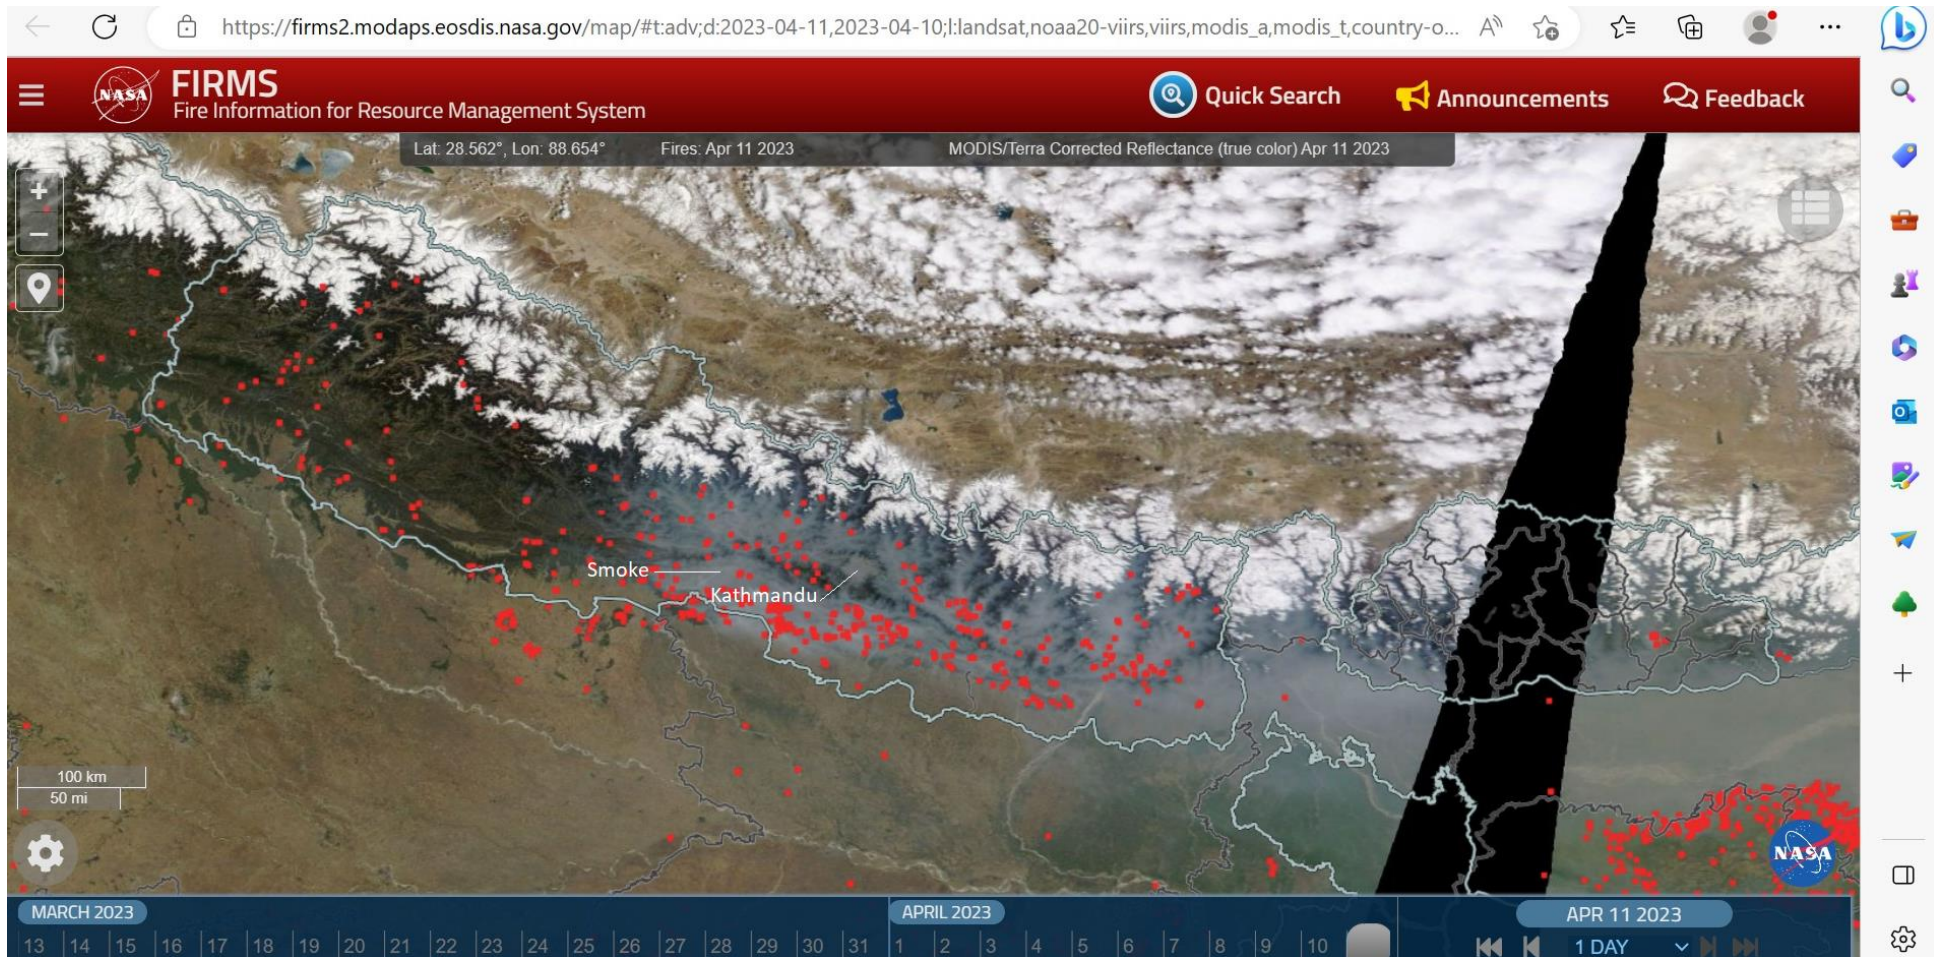 https://firms2.modaps.eosdis.nasa.gov/map/#t:adv;d:2023-04-11,2023-04-10;l:landsat,noaa20-viirs,viirs,modis_a,modis_t,country-o...
NASA
FIRMS
Fire Information for Resource Management System
Quick Search
Announcements
Feedback
Lat: 28.562°, Lon: 88.654°
Fires: Apr 11 2023
MODIS/Terra Corrected Reflectance (true color) Apr 11 2023
+
−
Smoke
Kathmandu
100 km
50 mi
NASA
MARCH 2023
APRIL 2023
APR 11 2023
13 14 15 16 17 18 19 20 21 22 23 24 25 26 27 28 29 30 31 1 2 3 4 5 6 7 8 9 10
1 DAY